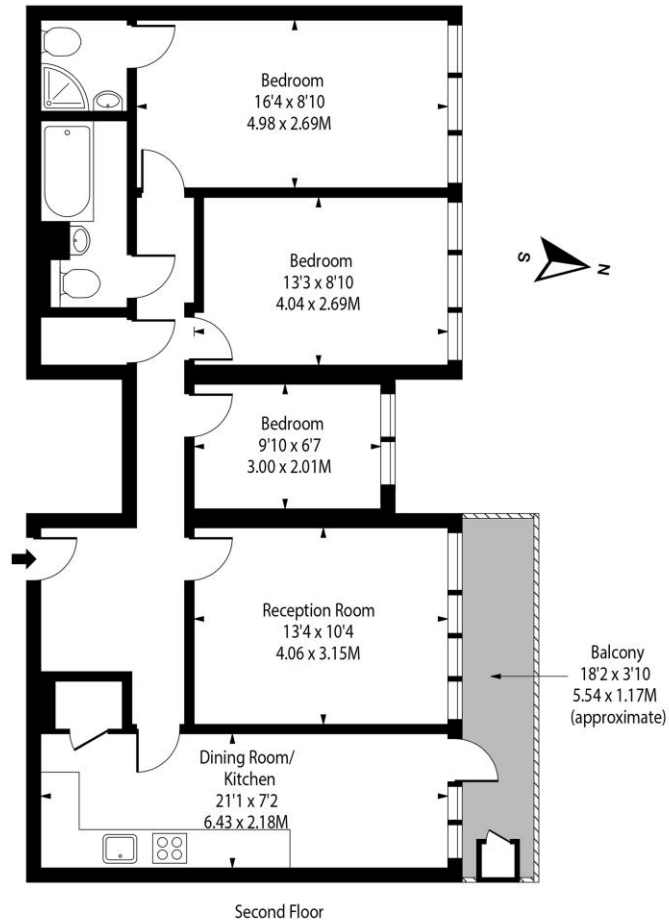 Bedroom
16'4 x 8'10
4.98 x 2.69M
Bedroom
13'3 x 8'10
4.04 x 2.69M
S
N
Bedroom
9'10 x 6'7
3.00 x 2.01M
Reception Room
13'4 x 10'4
4.06 x 3.15M
Balcony
18'2 x 3'10
5.54 x 1.17M
(approximate)
Dining Room/
Kitchen
21'1 x 7'2
6.43 x 2.18M
Second Floor